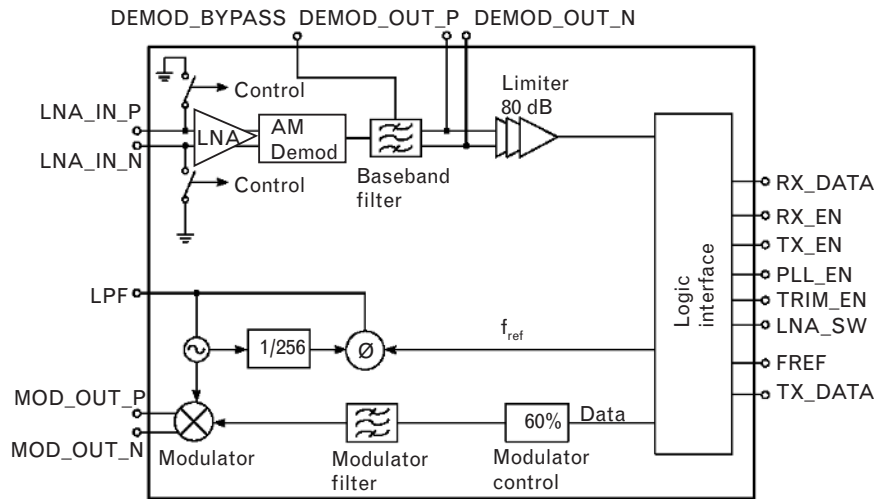 DEMOD_BYPASS DEMOD_OUT_P DEMOD_OUT_N
Control
Limiter
80 dB
LNA_IN_P
LNA
AM
Demod
LNA_IN_N
Control
Baseband
filter
RX_DATA
RX_EN
TX_EN
PLL_EN
TRIM_EN
LNA_SW
FREF
TX_DATA
Logic
interface
LPF
1/256
Ø
f_ref
MOD_OUT_P
MOD_OUT_N
60%
Data
Modulator
Modulator
filter
Modulator
control